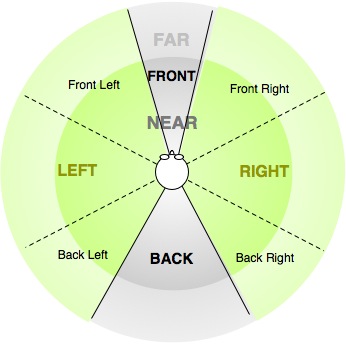 FAR
FRONT
Front Left
Front Right
NEAR
LEFT
RIGHT
Back Left
BACK
Back Right